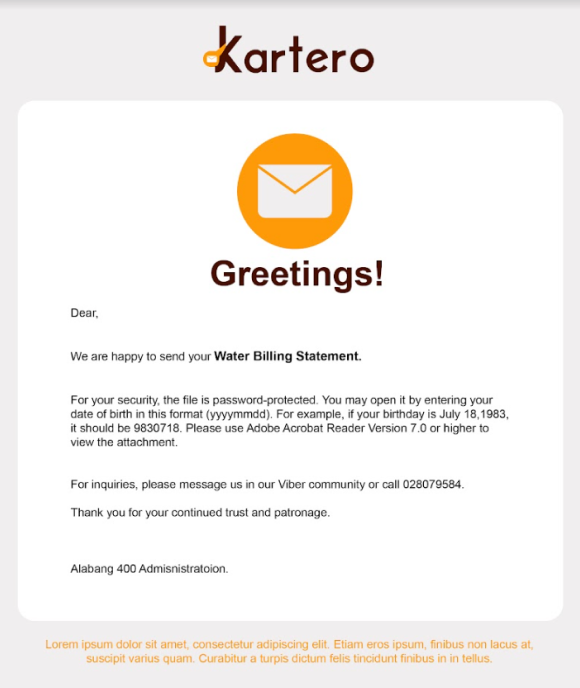 Kartero
Greetings!
Dear,
We are happy to send your Water Billing Statement.
For your security, the file is password-protected. You may open it by entering your
date of birth in this format (yyyymmdd). For example, if your birthday is July 18,1983,
it should be 9830718. Please use Adobe Acrobat Reader Version 7.0 or higher to
view the attachment.
For inquiries, please message us in our Viber community or call 028079584.
Thank you for your continued trust and patronage.
Alabang 400 Admisnistratoion.
Lorem ipsum dolor sit amet, consectetur adipiscing elit. Etiam eros ipsum, finibus non lacus at,
suscipit varius quam. Curabitur a turpis dictum felis tincidunt finibus in in tellus.